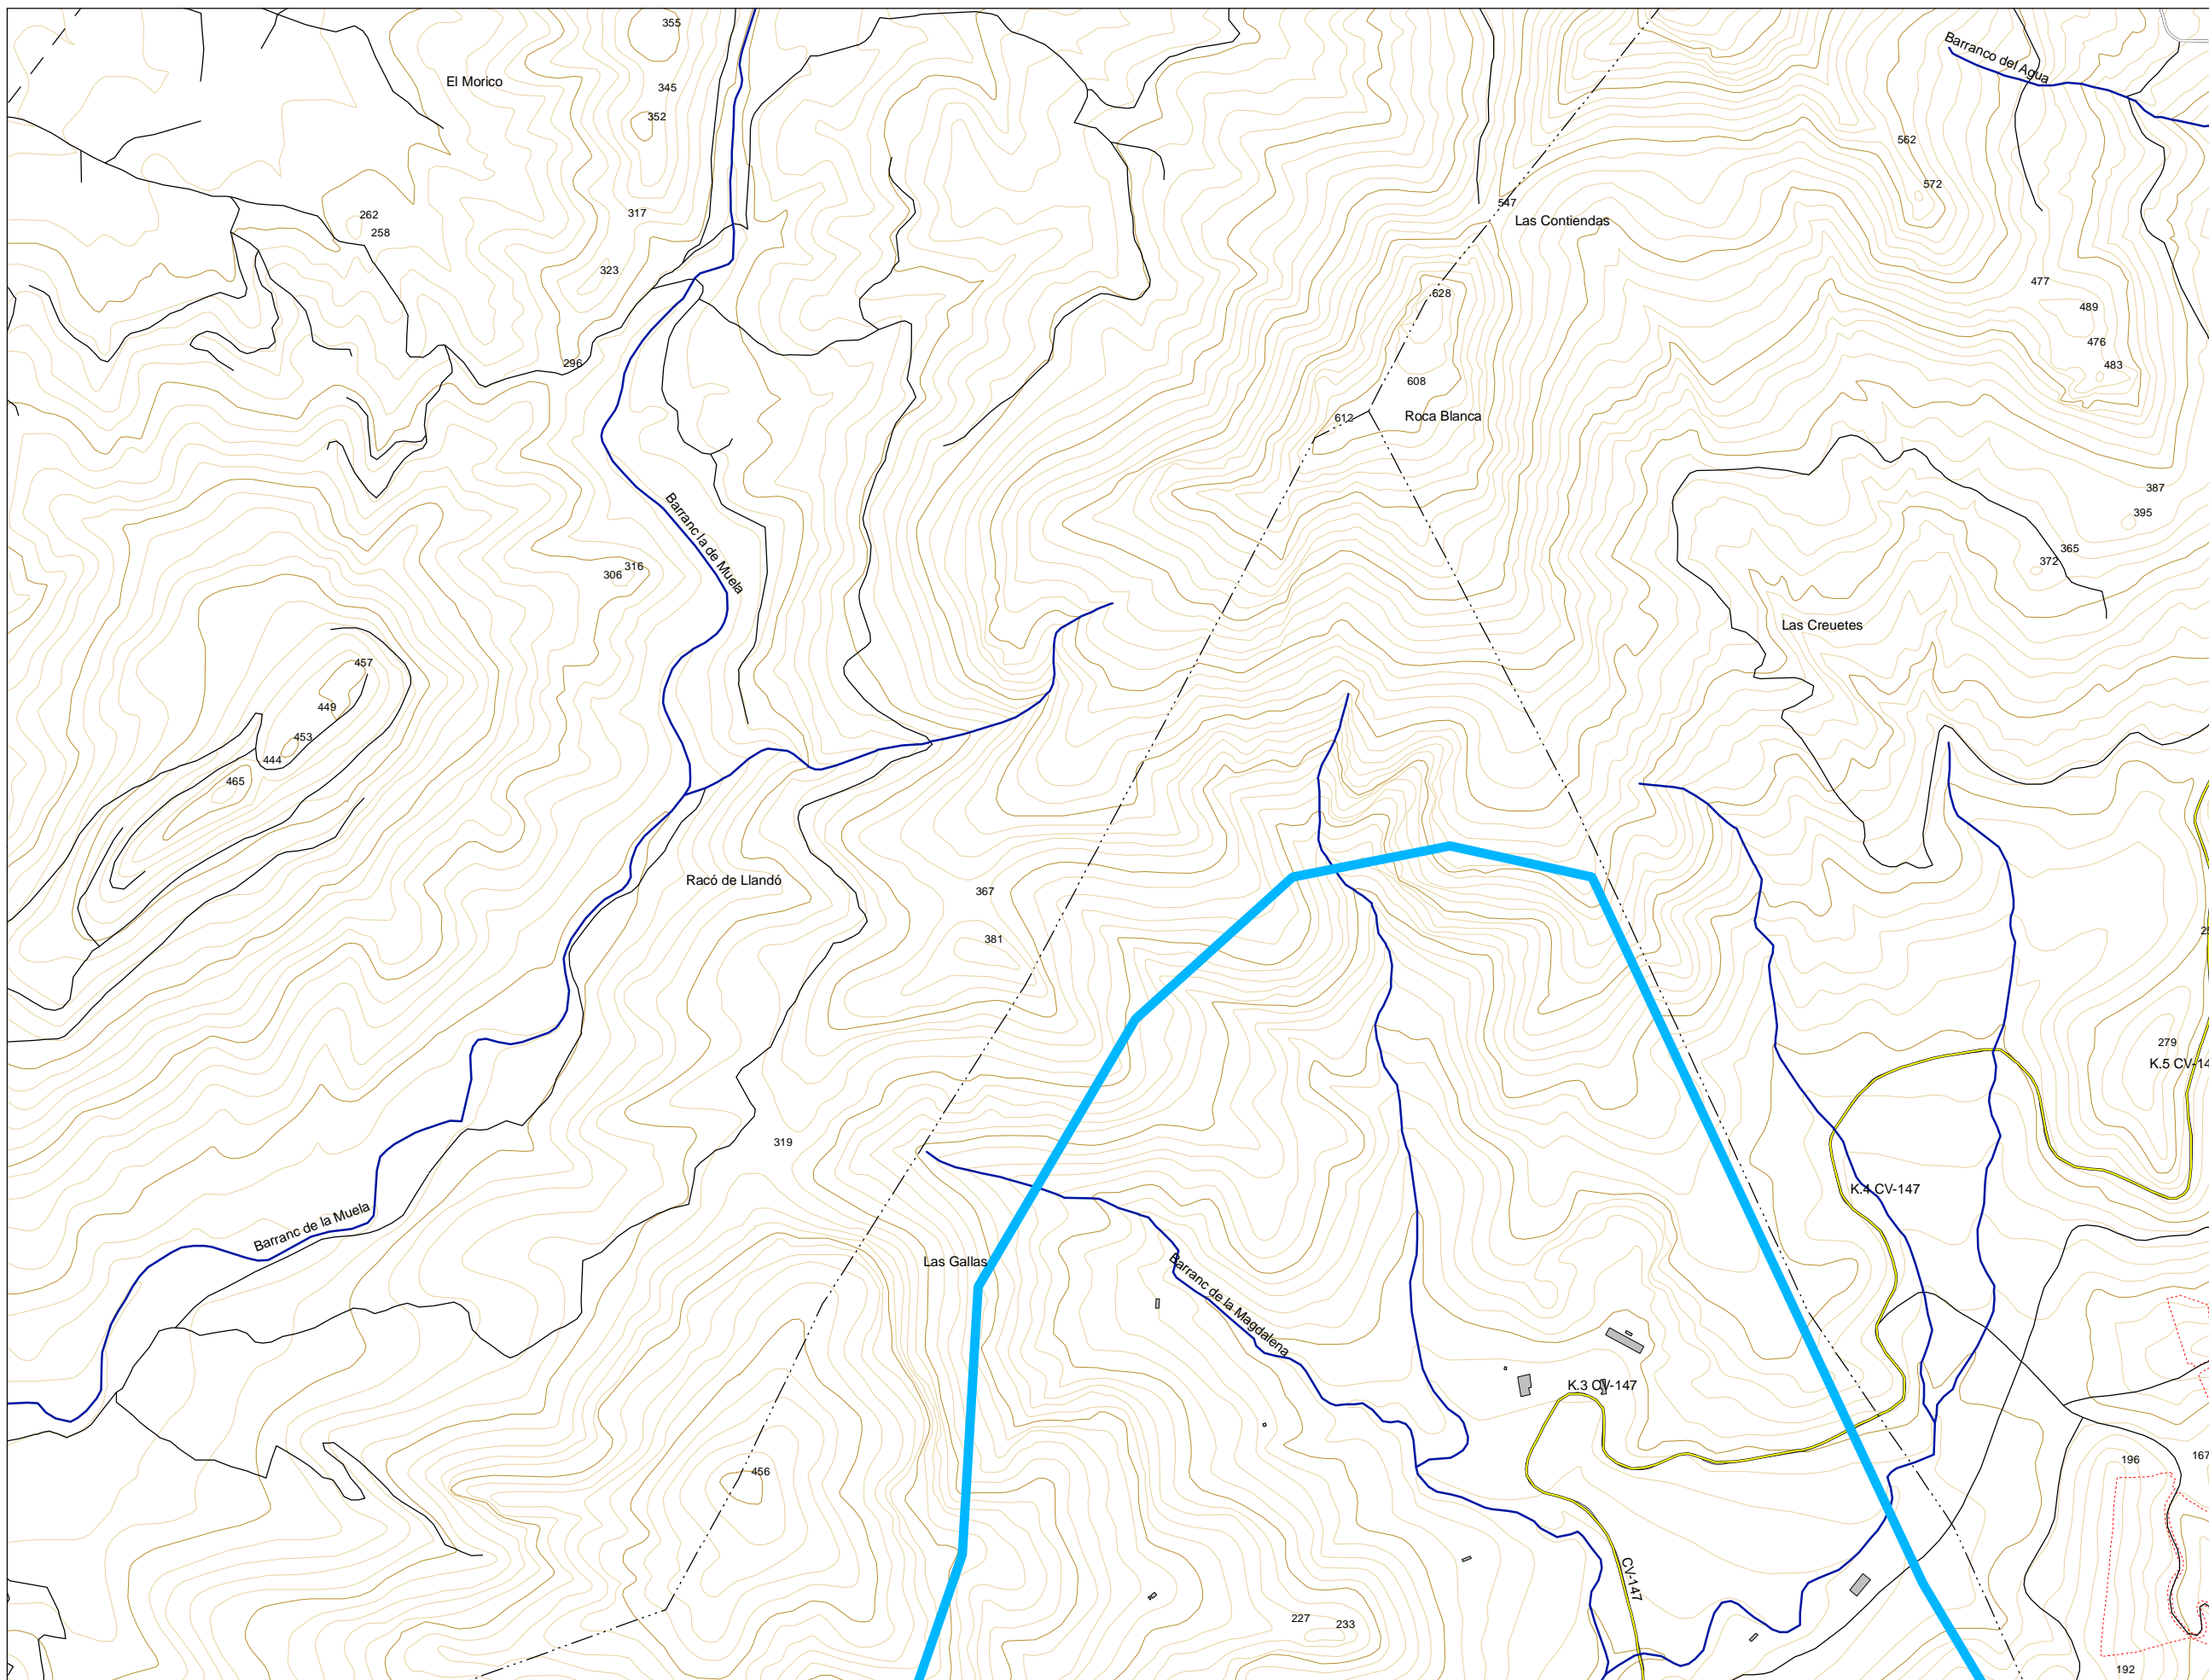 355
Barranco del Agua
El Morico
345
352
562
572
547
262
317
Las Contiendas
258
323
477
628
489
476
296
483
608
612
Roca Blanca
387
Barranc la de Muela
395
365
316
372
306
Las Creuetes
457
449
453
444
465
Racó de Llandó
367
381
279
K.5 CV-14
319
K.4 CV-147
Barranc de la Muela
Las Gallas
Barranc de la Magdalena
K.3 CV-147
196
167
456
CV-147
227
233
192